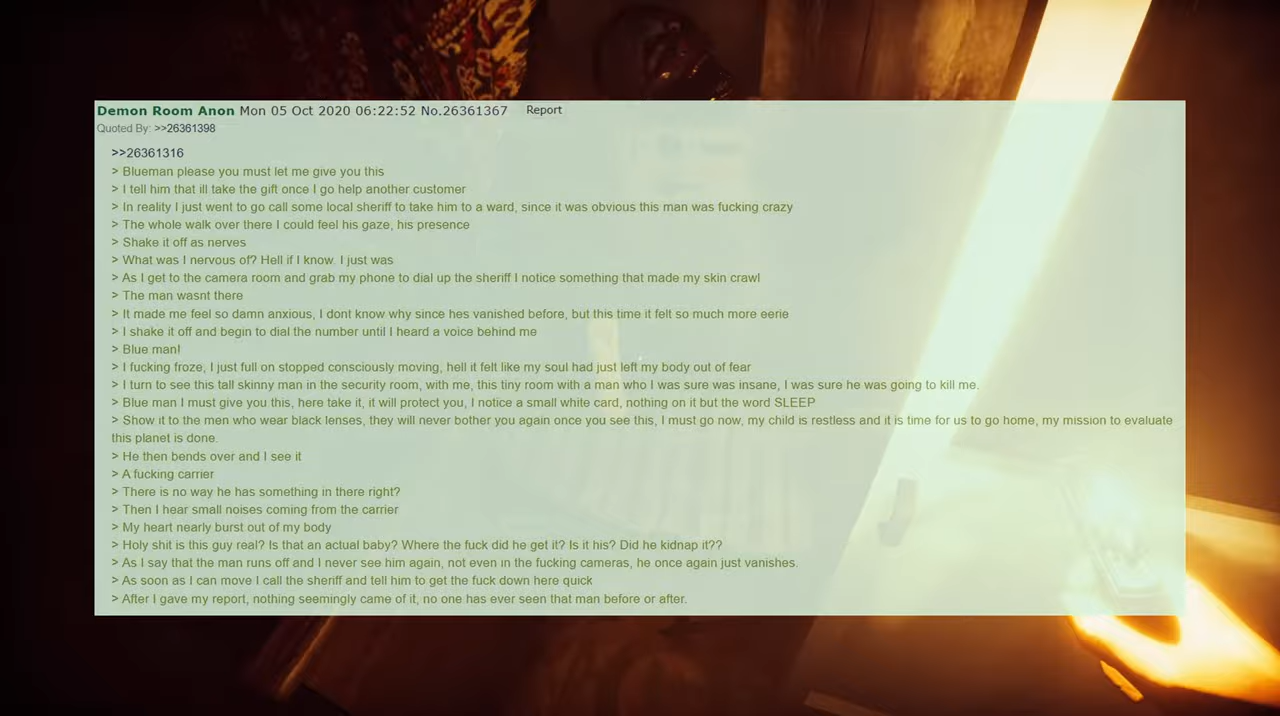 Demon Room Anon Mon 05 Oct 2020 06:22:52 No.26361367 Report
Quoted By: >>26361398
>>26361316
> Blueman please you must let me give you this
> I tell him that ill take the gift once I go help another customer
> In reality I just went to go call some local sheriff to take him to a ward, since it was obvious this man was fucking crazy
> The whole walk over there I could feel his gaze, his presence
> Shake it off as nerves
> What was I nervous of? Hell if I know. I just was
> As I get to the camera room and grab my phone to dial up the sheriff I notice something that made my skin crawl
> The man wasnt there
> It made me feel so damn anxious, I dont know why since hes vanished before, but this time it felt so much more eerie
> I shake it off and begin to dial the number until I heard a voice behind me
> Blue man!
> I fucking froze, I just full on stopped consciously moving, hell it felt like my soul had just left my body out of fear
> I turn to see this tall skinny man in the security room, with me, this tiny room with a man who I was sure was insane, I was sure he was going to kill me.
> Blue man I must give you this, here take it, it will protect you, I notice a small white card, nothing on it but the word SLEEP
> Show it to the men who wear black lenses, they will never bother you again once you see this, I must go now, my child is restless and it is time for us to go home, my mission to evaluate
this planet is done.
> He then bends over and I see it
> A fucking carrier
> There is no way he has something in there right?
> Then I hear small noises coming from the carrier
> My heart nearly burst out of my body
> Holy shit is this guy real? Is that an actual baby? Where the fuck did he get it? Is it his? Did he kidnap it??
> As I say that the man runs off and I never see him again, not even in the fucking cameras, he once again just vanishes.
> As soon as I can move I call the sheriff and tell him to get the fuck down here quick
> After I gave my report, nothing seemingly came of it, no one has ever seen that man before or after.